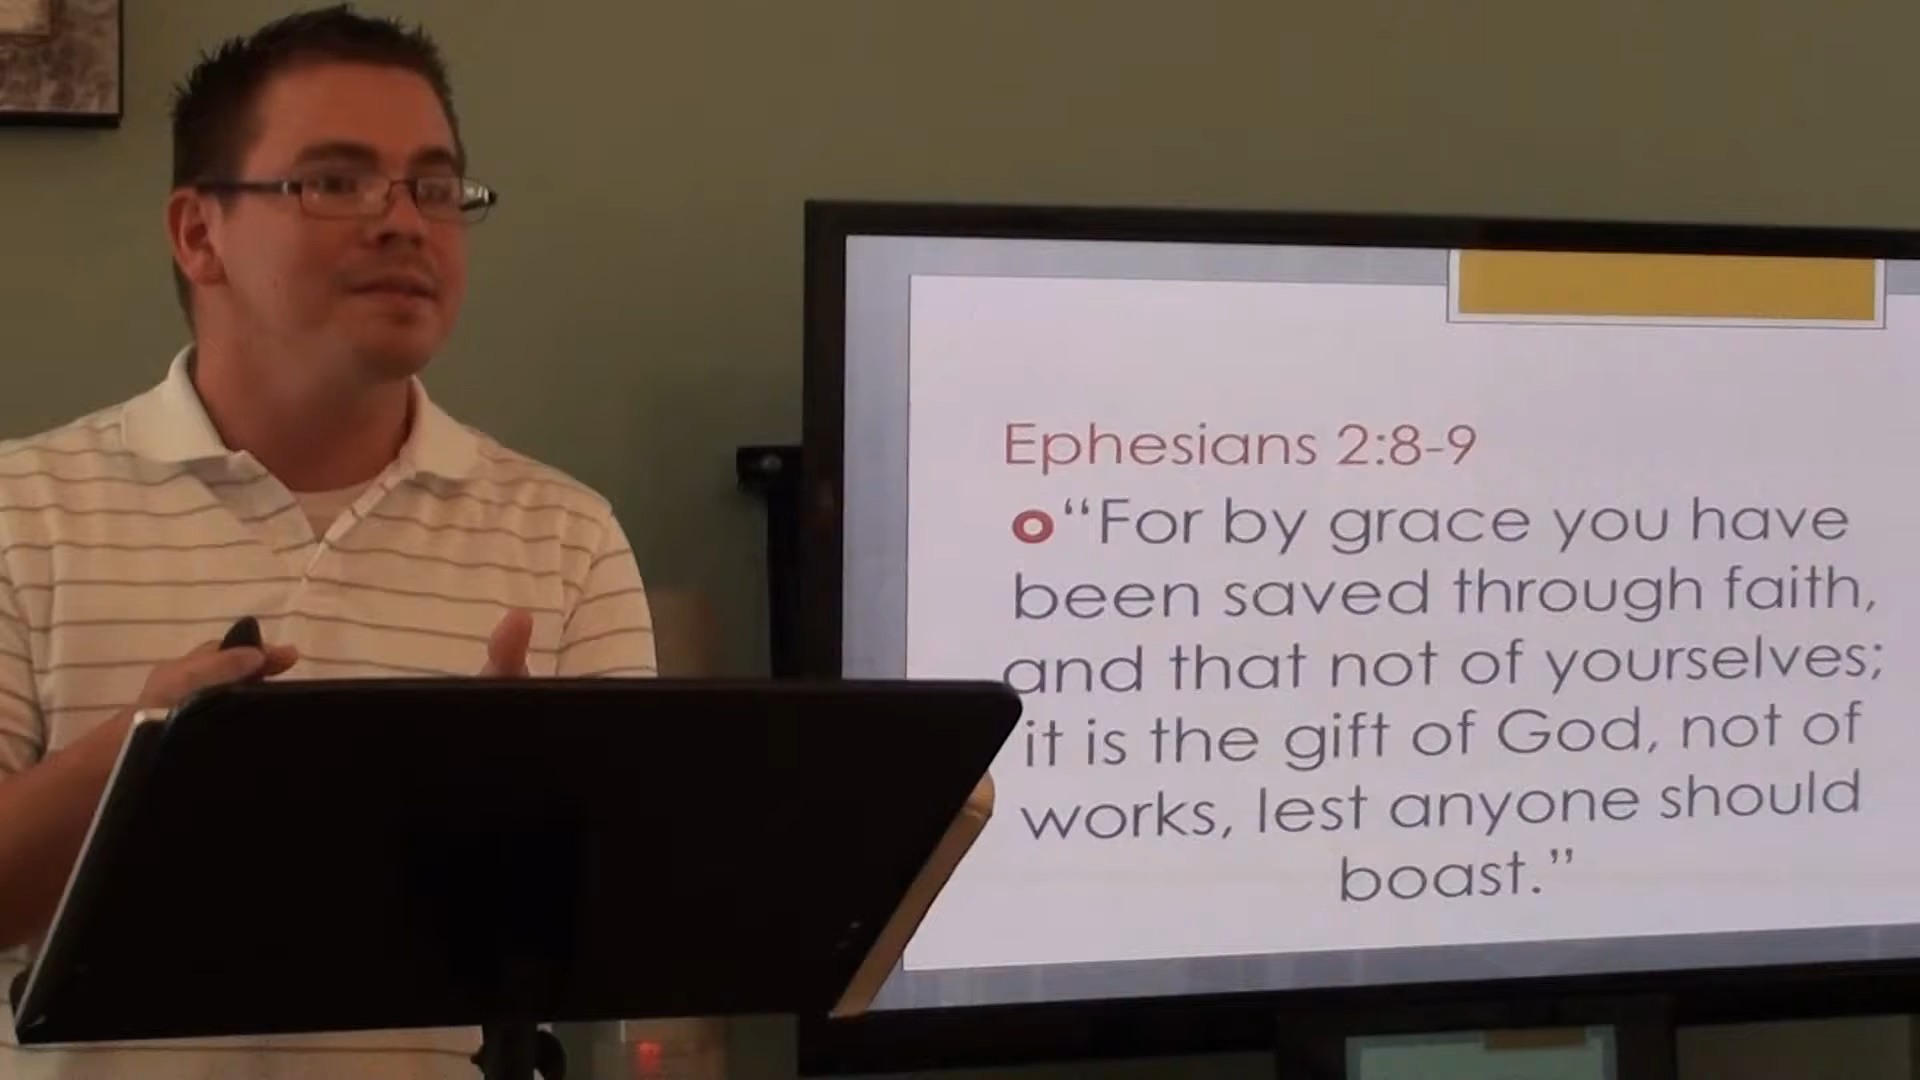 Ephesians 2:8-9
“For by grace you have
been saved through faith,
and that not of yourselves;
it is the gift of God, not of
works, lest anyone should
boast.”